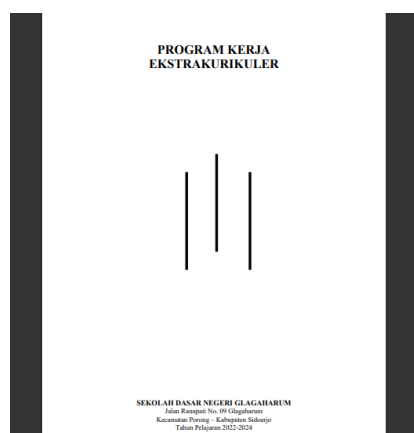 PROGRAM KERJA
EKSTRAKURIKULER
SEKOLAH DASAR NEGERI GLAGAHARUM
Jalan Ranupati No. 09 Glagaharum
Kecamatan Porong – Kabupaten Sidoarjo
Tahun Pelajaran 2022-2024